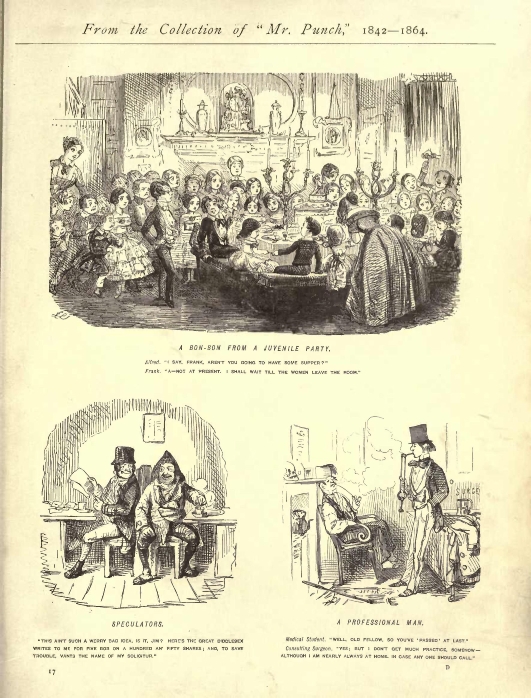 From the Collection of "Mr. Punch," 1842—1864.
A BON-BON FROM A JUVENILE PARTY.
Alfred. "I SAY, FRANK, AREN'T YOU GOING TO HAVE SOME SUPPER?"
Frank. "A—NOT AT PRESENT. I SHALL WAIT TILL THE WOMEN LEAVE THE ROOM."
SPECULATORS.
"THIS AIN'T SUCH A WERRY BAD IDEA, IS IT, JIM? HERE'S THE GREAT DIDDLESEX
WRITES TO ME FOR FIVE BOB ON A HUNDRED AN' FIFTY SHARES; AND, TO SAVE
TROUBLE, VANTS THE NAME OF MY SOLICITUR."
A PROFESSIONAL MAN.
Medical Student. "WELL, OLD FELLOW, SO YOU'VE 'PASSED' AT LAST."
Consulting Surgeon. "YES; BUT I DON'T GET MUCH PRACTICE, SOMEHOW—
ALTHOUGH I AM NEARLY ALWAYS AT HOME, IN CASE ANY ONE SHOULD CALL."
17
D